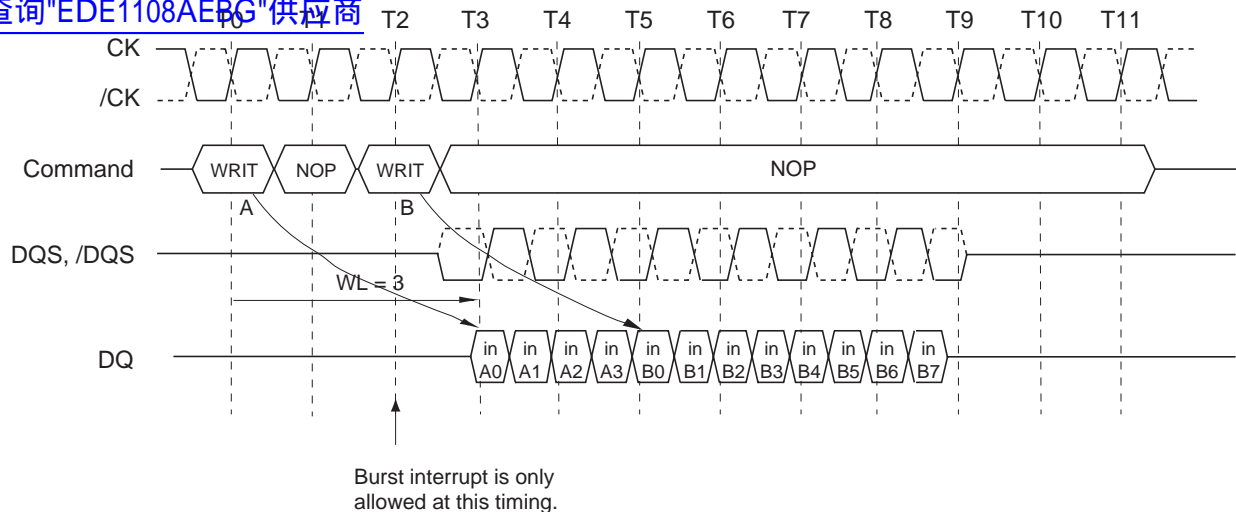 查询"EDE1108AEBG"供应商
T0 T1 T2 T3 T4 T5 T6 T7 T8 T9 T10 T11
CK
/CK
Command WRIT NOP WRIT NOP
A B
DQS, /DQS
WL = 3
DQ
in in in in in in in in in in in in
A0 A1 A2 A3 B0 B1 B2 B3 B4 B5 B6 B7
Burst interrupt is only
allowed at this timing.